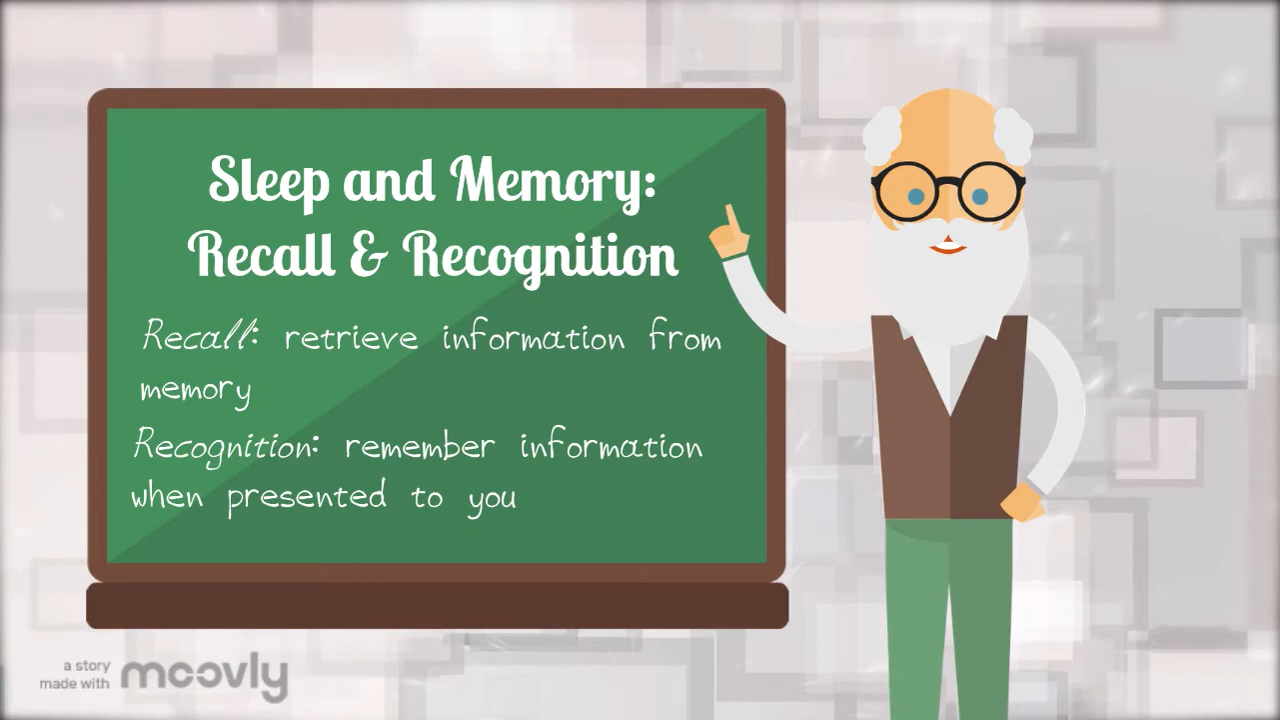 Sleep and Memory:
Recall & Recognition
Recall: retrieve information from
memory
Recognition: remember information
when presented to you
a story
made with moovly